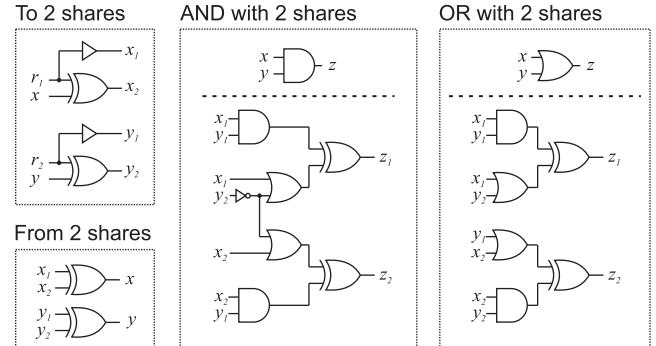 To 2 shares
r₁
x
x₁
x₂
r₂
y
y₁
y₂
From 2 shares
x₁
x₂
x
y₁
y₂
y
AND with 2 shares
x
y
z
x₁
y₁
z₁
x₁
y₂
x₂
z₂
x₂
y₁
OR with 2 shares
x
y
z
x₁
y₁
z₁
x₁
y₂
y₁
x₂
z₂
x₂
y₂